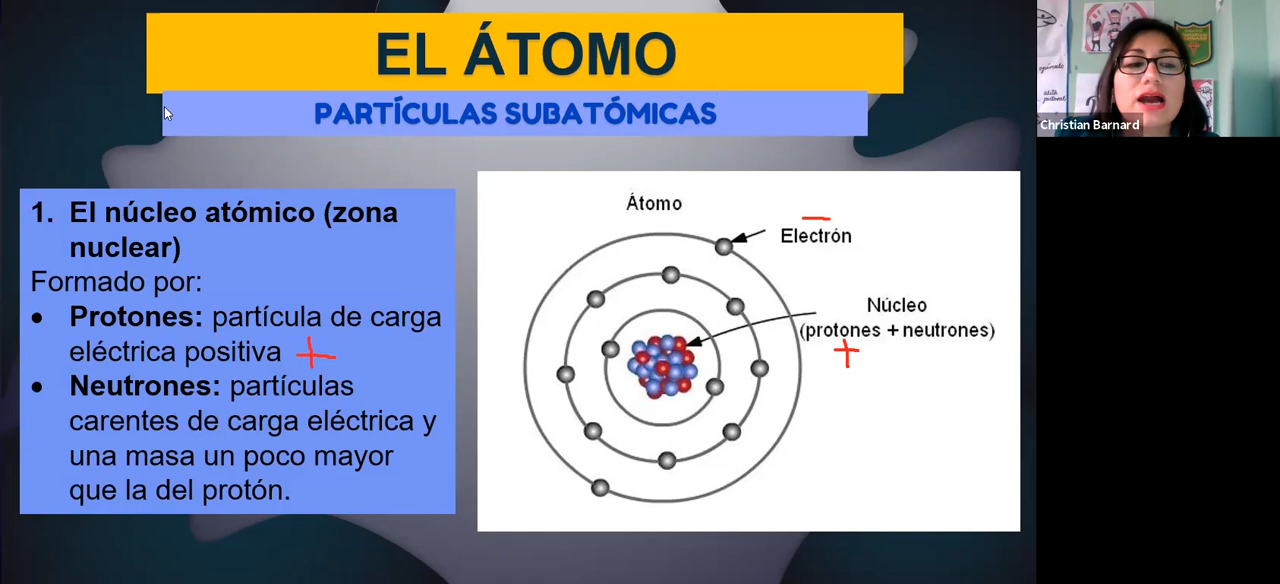 EL ÁTOMO
PARTÍCULAS SUBATÓMICAS
1. El núcleo atómico (zona
nuclear)
Formado por:
• Protones: partícula de carga
eléctrica positiva +
• Neutrones: partículas
carentes de carga eléctrica y
una masa un poco mayor
que la del protón.
Átomo
−
Electrón
Núcleo
(protones + neutrones)
+
Christian Barnard